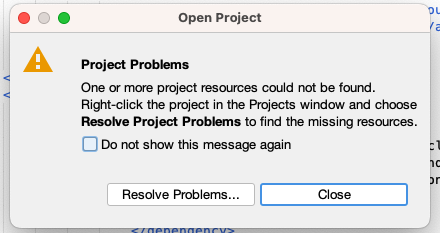 Open Project
Project Problems
One or more project resources could not be found.
Right-click the project in the Projects window and choose
Resolve Project Problems to find the missing resources.
Do not show this message again
Resolve Problems...
Close
</dependency>